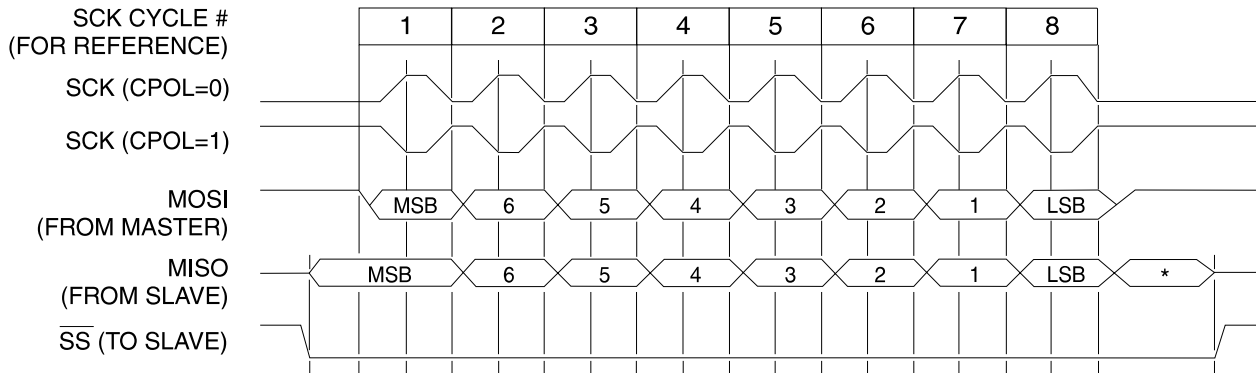 SCK CYCLE # 1 2 3 4 5 6 7 8
(FOR REFERENCE)
SCK (CPOL=0)
SCK (CPOL=1)
MOSI MSB 6 5 4 3 2 1 LSB
(FROM MASTER)
MISO MSB 6 5 4 3 2 1 LSB *
(FROM SLAVE)
SS (TO SLAVE)